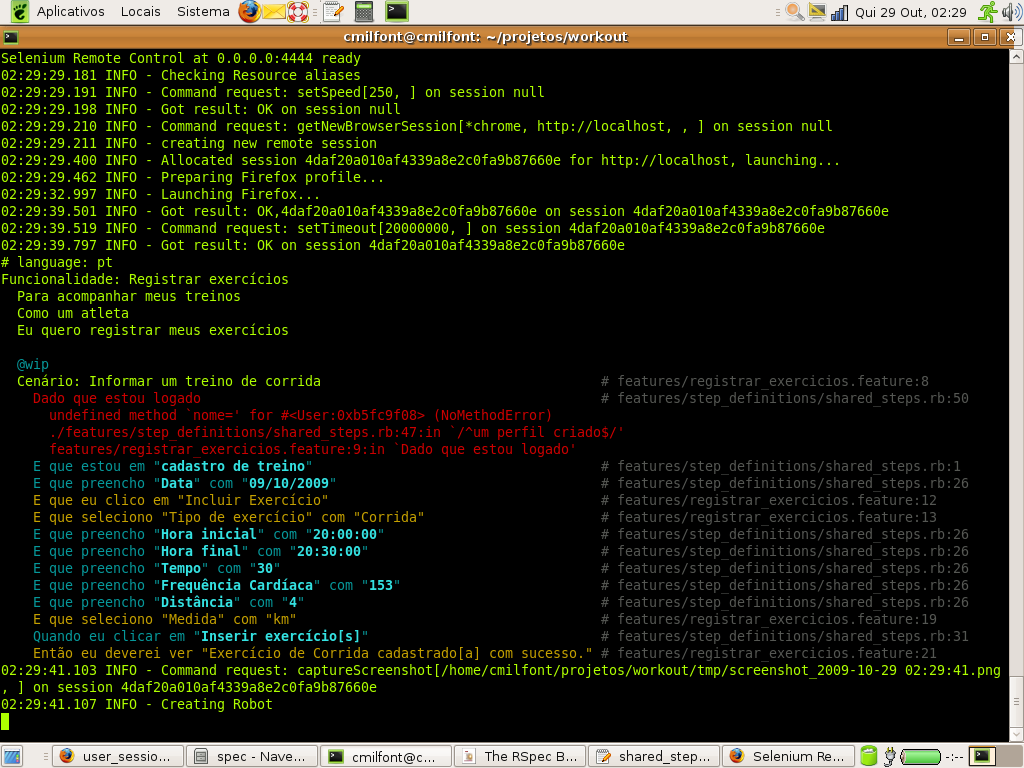 Aplicativos Locais Sistema Qui 29 Out, 02:29
cmilfont@cmilfont: ~/projetos/workout
Selenium Remote Control at 0.0.0.0:4444 ready
02:29:29.181 INFO - Checking Resource aliases
02:29:29.191 INFO - Command request: setSpeed[250, ] on session null
02:29:29.198 INFO - Got result: OK on session null
02:29:29.210 INFO - Command request: getNewBrowserSession[*chrome, http://localhost, , ] on session null
02:29:29.211 INFO - creating new remote session
02:29:29.400 INFO - Allocated session 4daf20a010af4339a8e2c0fa9b87660e for http://localhost, launching...
02:29:29.462 INFO - Preparing Firefox profile...
02:29:32.997 INFO - Launching Firefox...
02:29:39.501 INFO - Got result: OK,4daf20a010af4339a8e2c0fa9b87660e on session 4daf20a010af4339a8e2c0fa9b87660e
02:29:39.519 INFO - Command request: setTimeout[20000000, ] on session 4daf20a010af4339a8e2c0fa9b87660e
02:29:39.797 INFO - Got result: OK on session 4daf20a010af4339a8e2c0fa9b87660e
# language: pt
Funcionalidade: Registrar exercícios
Para acompanhar meus treinos
Como um atleta
Eu quero registrar meus exercícios
@wip
Cenário: Informar um treino de corrida # features/registrar_exercicios.feature:8
Dado que estou logado # features/step_definitions/shared_steps.rb:50
undefined method `nome=' for #<User:0xb5fc9f08> (NoMethodError)
./features/step_definitions/shared_steps.rb:47:in `/^um perfil criado$/'
features/registrar_exercicios.feature:9:in `Dado que estou logado'
E que estou em "cadastro de treino" # features/step_definitions/shared_steps.rb:1
E que preencho "Data" com "09/10/2009" # features/step_definitions/shared_steps.rb:26
E que eu clico em "Incluir Exercício" # features/registrar_exercicios.feature:12
E que seleciono "Tipo de exercício" com "Corrida" # features/registrar_exercicios.feature:13
E que preencho "Hora inicial" com "20:00:00" # features/step_definitions/shared_steps.rb:26
E que preencho "Hora final" com "20:30:00" # features/step_definitions/shared_steps.rb:26
E que preencho "Tempo" com "30" # features/step_definitions/shared_steps.rb:26
E que preencho "Frequência Cardíaca" com "153" # features/step_definitions/shared_steps.rb:26
E que preencho "Distância" com "4" # features/step_definitions/shared_steps.rb:26
E que seleciono "Medida" com "km" # features/registrar_exercicios.feature:19
Quando eu clicar em "Inserir exercício[s]" # features/step_definitions/shared_steps.rb:31
Então eu deverei ver "Exercício de Corrida cadastrado[a] com sucesso." # features/registrar_exercicios.feature:21
02:29:41.103 INFO - Command request: captureScreenshot[/home/cmilfont/projetos/workout/tmp/screenshot_2009-10-29 02:29:41.png
, ] on session 4daf20a010af4339a8e2c0fa9b87660e
02:29:41.107 INFO - Creating Robot
user_sessio... spec - Nave... cmilfont@c... The RSpec B... shared_step... Selenium Re... -:--